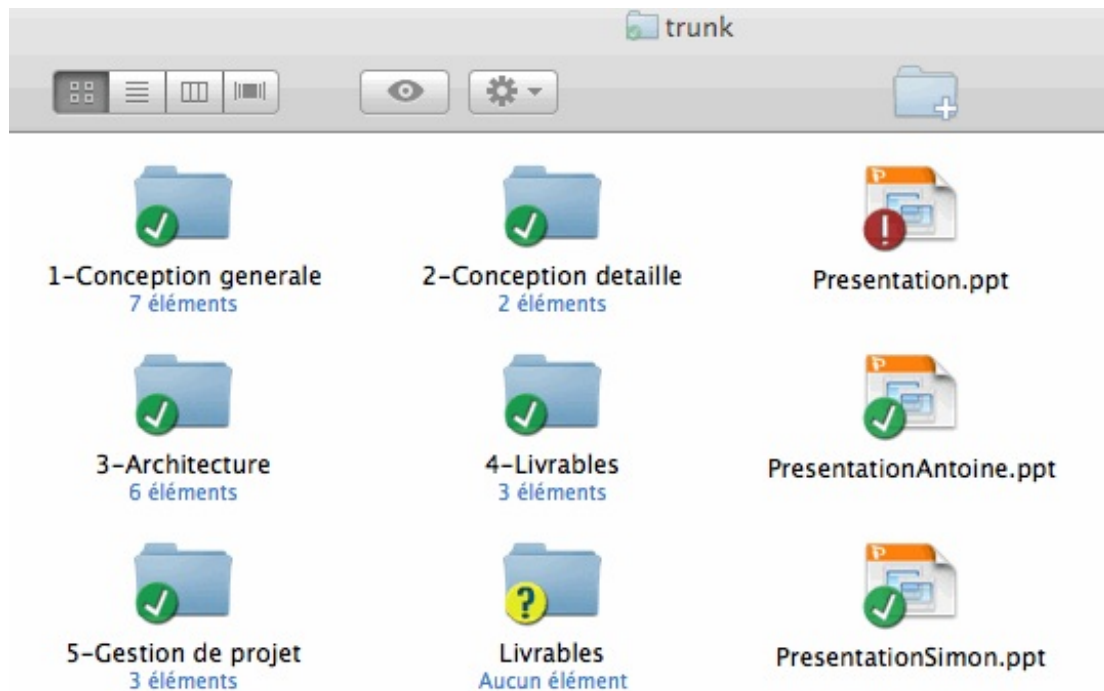 trunk
1-Conception generale
7 éléments
2-Conception detaille
2 éléments
Presentation.ppt
3-Architecture
6 éléments
4-Livrables
3 éléments
PresentationAntoine.ppt
5-Gestion de projet
3 éléments
Livrables
Aucun élément
PresentationSimon.ppt